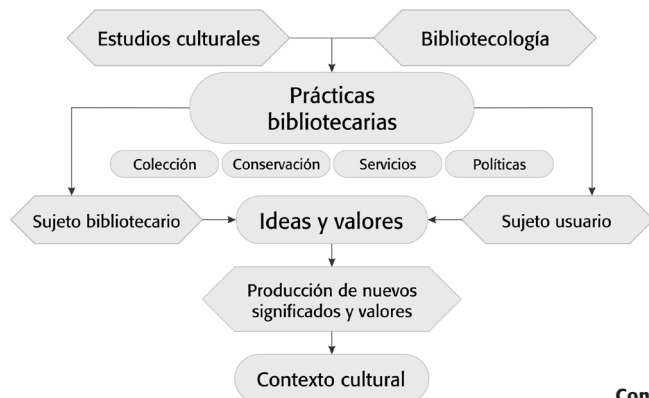 Estudios culturales
Bibliotecología
Prácticas
bibliotecarias
Colección
Conservación
Servicios
Políticas
Sujeto bibliotecario
Ideas y valores
Sujeto usuario
Producción de nuevos
significados y valores
Contexto cultural